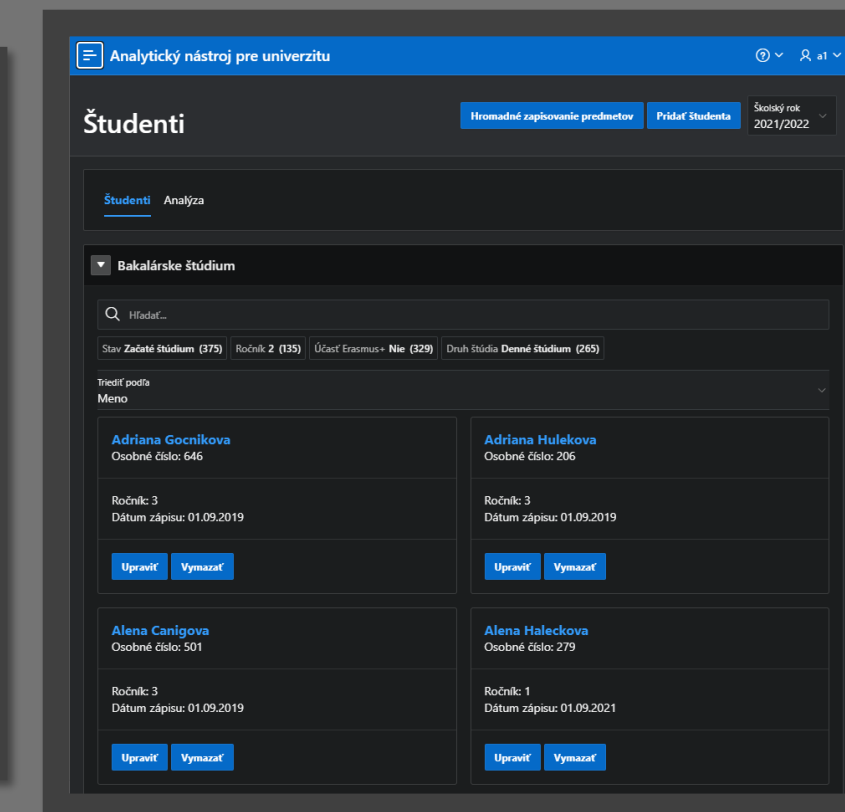 Analytický nástroj pre univerzitu
a1
Študenti
Hromadné zapisovanie predmetov
Pridať študenta
Školský rok
2021/2022
Študenti Analýza
Bakalárske štúdium
Hľadať...
Stav Začaté štúdium (375) Ročník 2 (135) Účasť Erasmus+ Nie (329) Druh štúdia Denné štúdium (265)
Triediť podľa
Meno
Adriana Gocnikova
Osobné číslo: 646
Ročník: 3
Dátum zápisu: 01.09.2019
Upraviť Vymazať
Adriana Hulekova
Osobné číslo: 206
Ročník: 3
Dátum zápisu: 01.09.2019
Upraviť Vymazať
Alena Canigova
Osobné číslo: 501
Ročník: 3
Dátum zápisu: 01.09.2019
Upraviť Vymazať
Alena Haleckova
Osobné číslo: 279
Ročník: 1
Dátum zápisu: 01.09.2021
Upraviť Vymazať